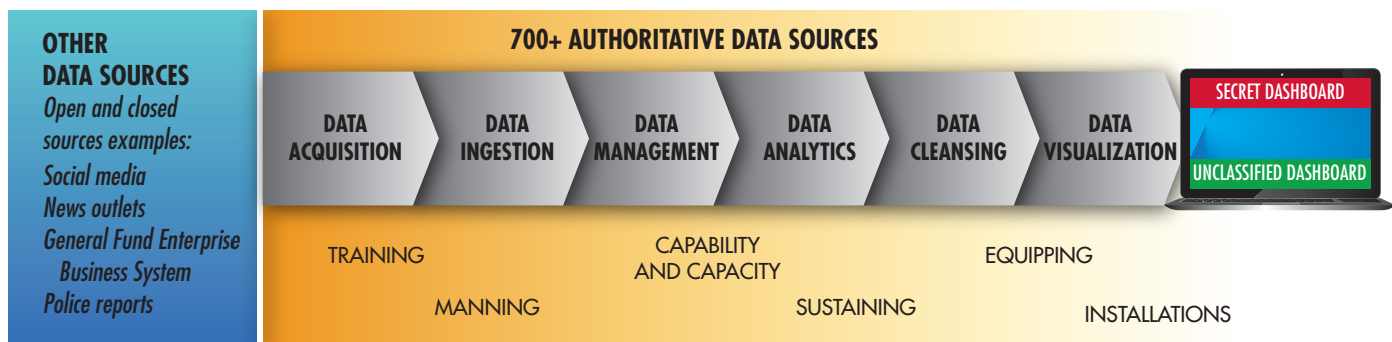 OTHER
DATA SOURCES
Open and closed
sources examples:
Social media
News outlets
General Fund Enterprise
Business System
Police reports
700+ AUTHORITATIVE DATA SOURCES
DATA
ACQUISITION
DATA
INGESTION
DATA
MANAGEMENT
DATA
ANALYTICS
DATA
CLEANSING
DATA
VISUALIZATION
SECRET DASHBOARD
UNCLASSIFIED DASHBOARD
TRAINING
MANNING
CAPABILITY
AND CAPACITY
SUSTAINING
EQUIPPING
INSTALLATIONS